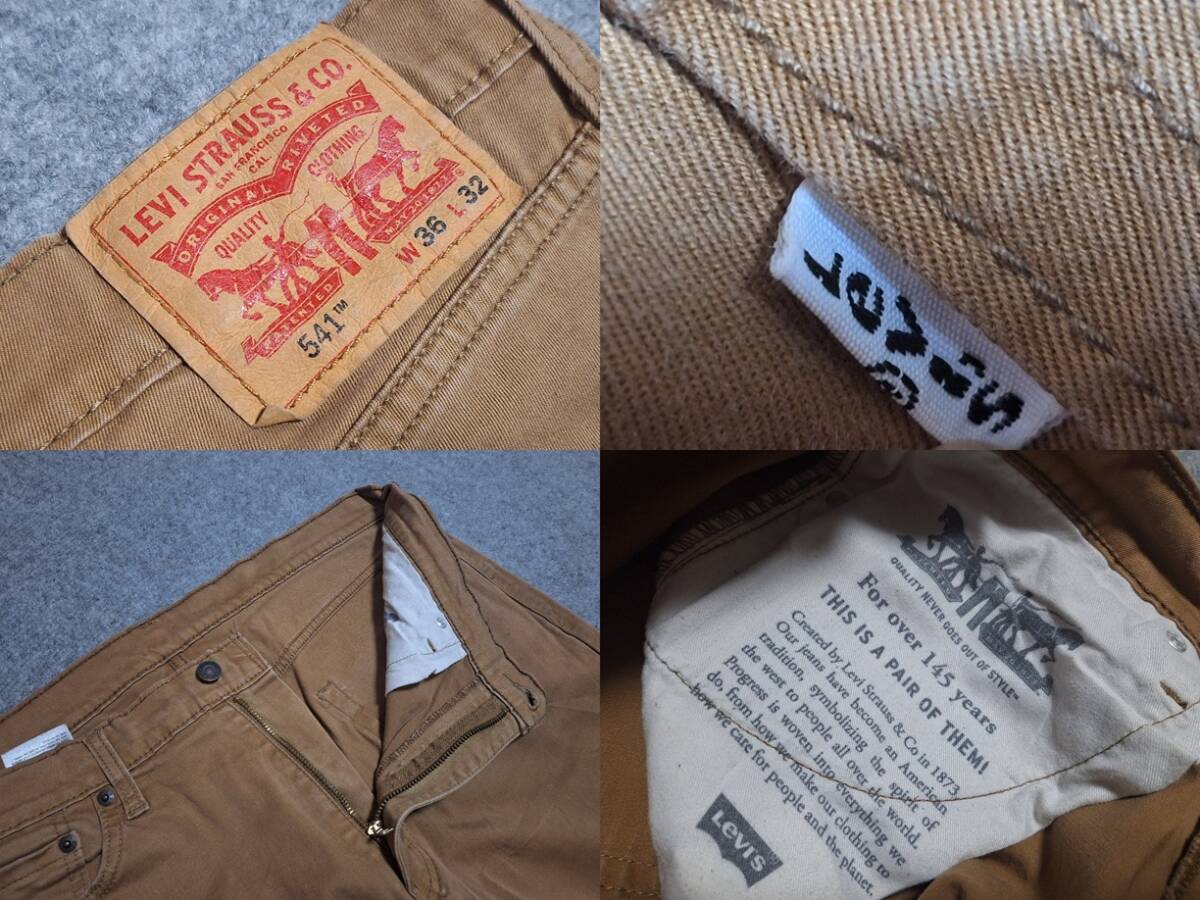 LEVI STRAUSS & CO.
SAN FRANCISCO
CAL.
ORIGINAL RIVETED
QUALITY CLOTHING
PATENTED MAY 20 1873
W 36 L 32
541™
Levi's
®
QUALITY NEVER GOES OUT OF STYLE™
For over 145 years
THIS IS A PAIR OF THEM!
Created by Levi Strauss & Co in 1873,
Our jeans have become an American
tradition, symbolizing the spirit of
the west to people all over the world.
Progress is woven into everything we
do, from how we make our clothing to
how we care for people and the planet.
Levi's